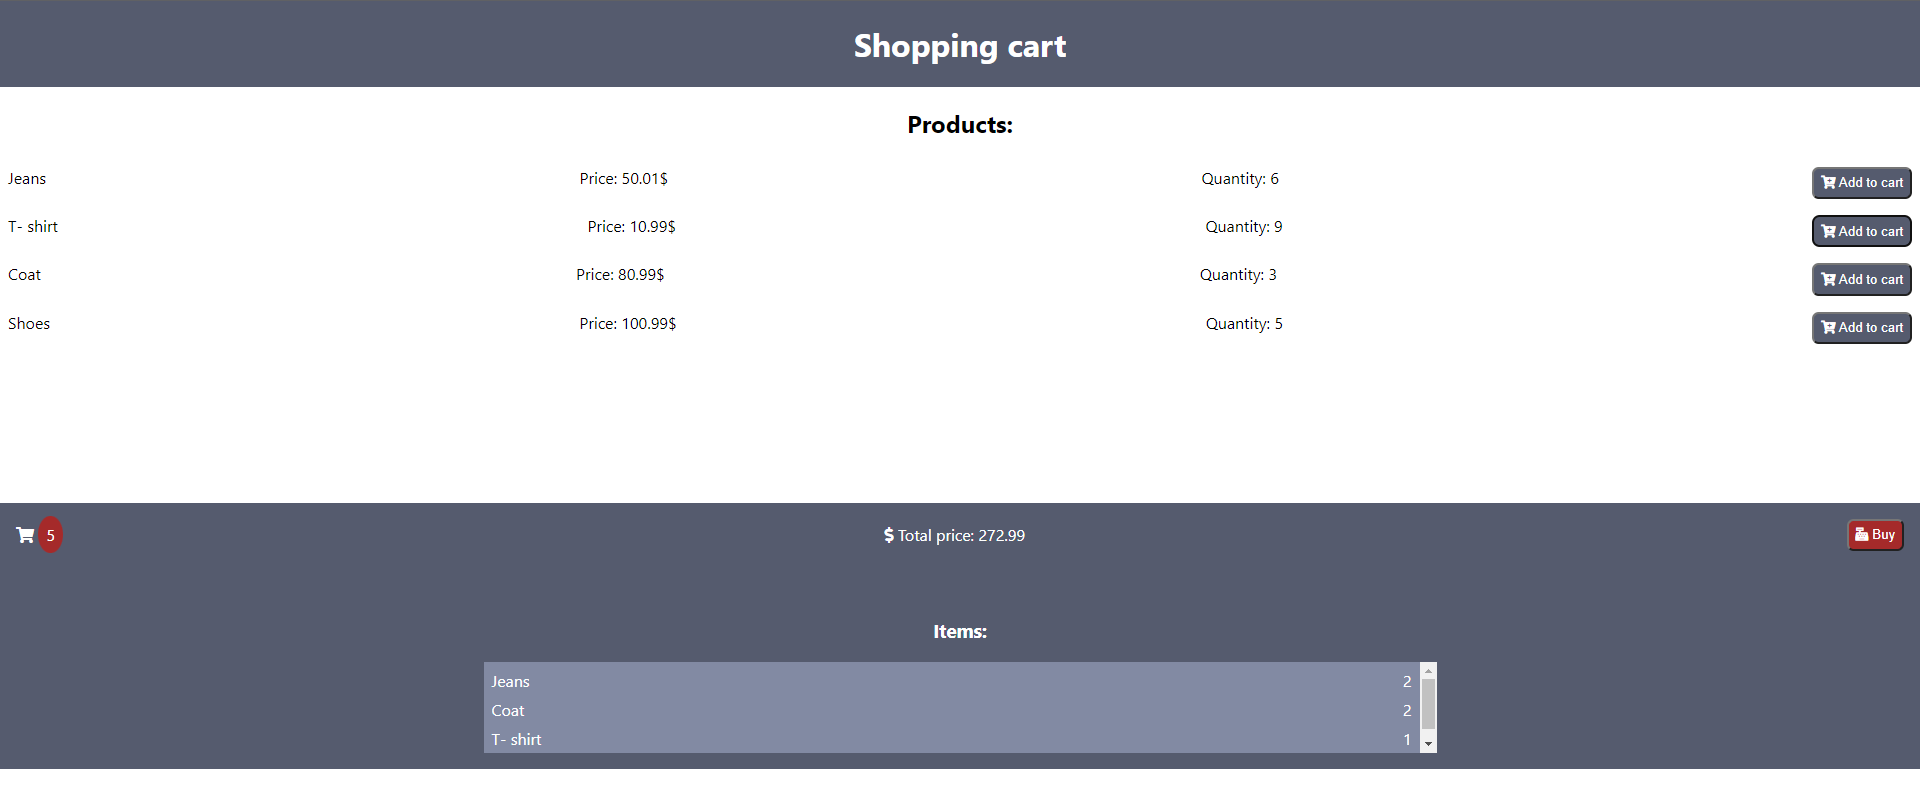 Shopping cart
Products:
Jeans Price: 50.01$ Quantity: 6 Add to cart
T- shirt Price: 10.99$ Quantity: 9 Add to cart
Coat Price: 80.99$ Quantity: 3 Add to cart
Shoes Price: 100.99$ Quantity: 5 Add to cart
5 $ Total price: 272.99 Buy
Items:
Jeans 2
Coat 2
T- shirt 1